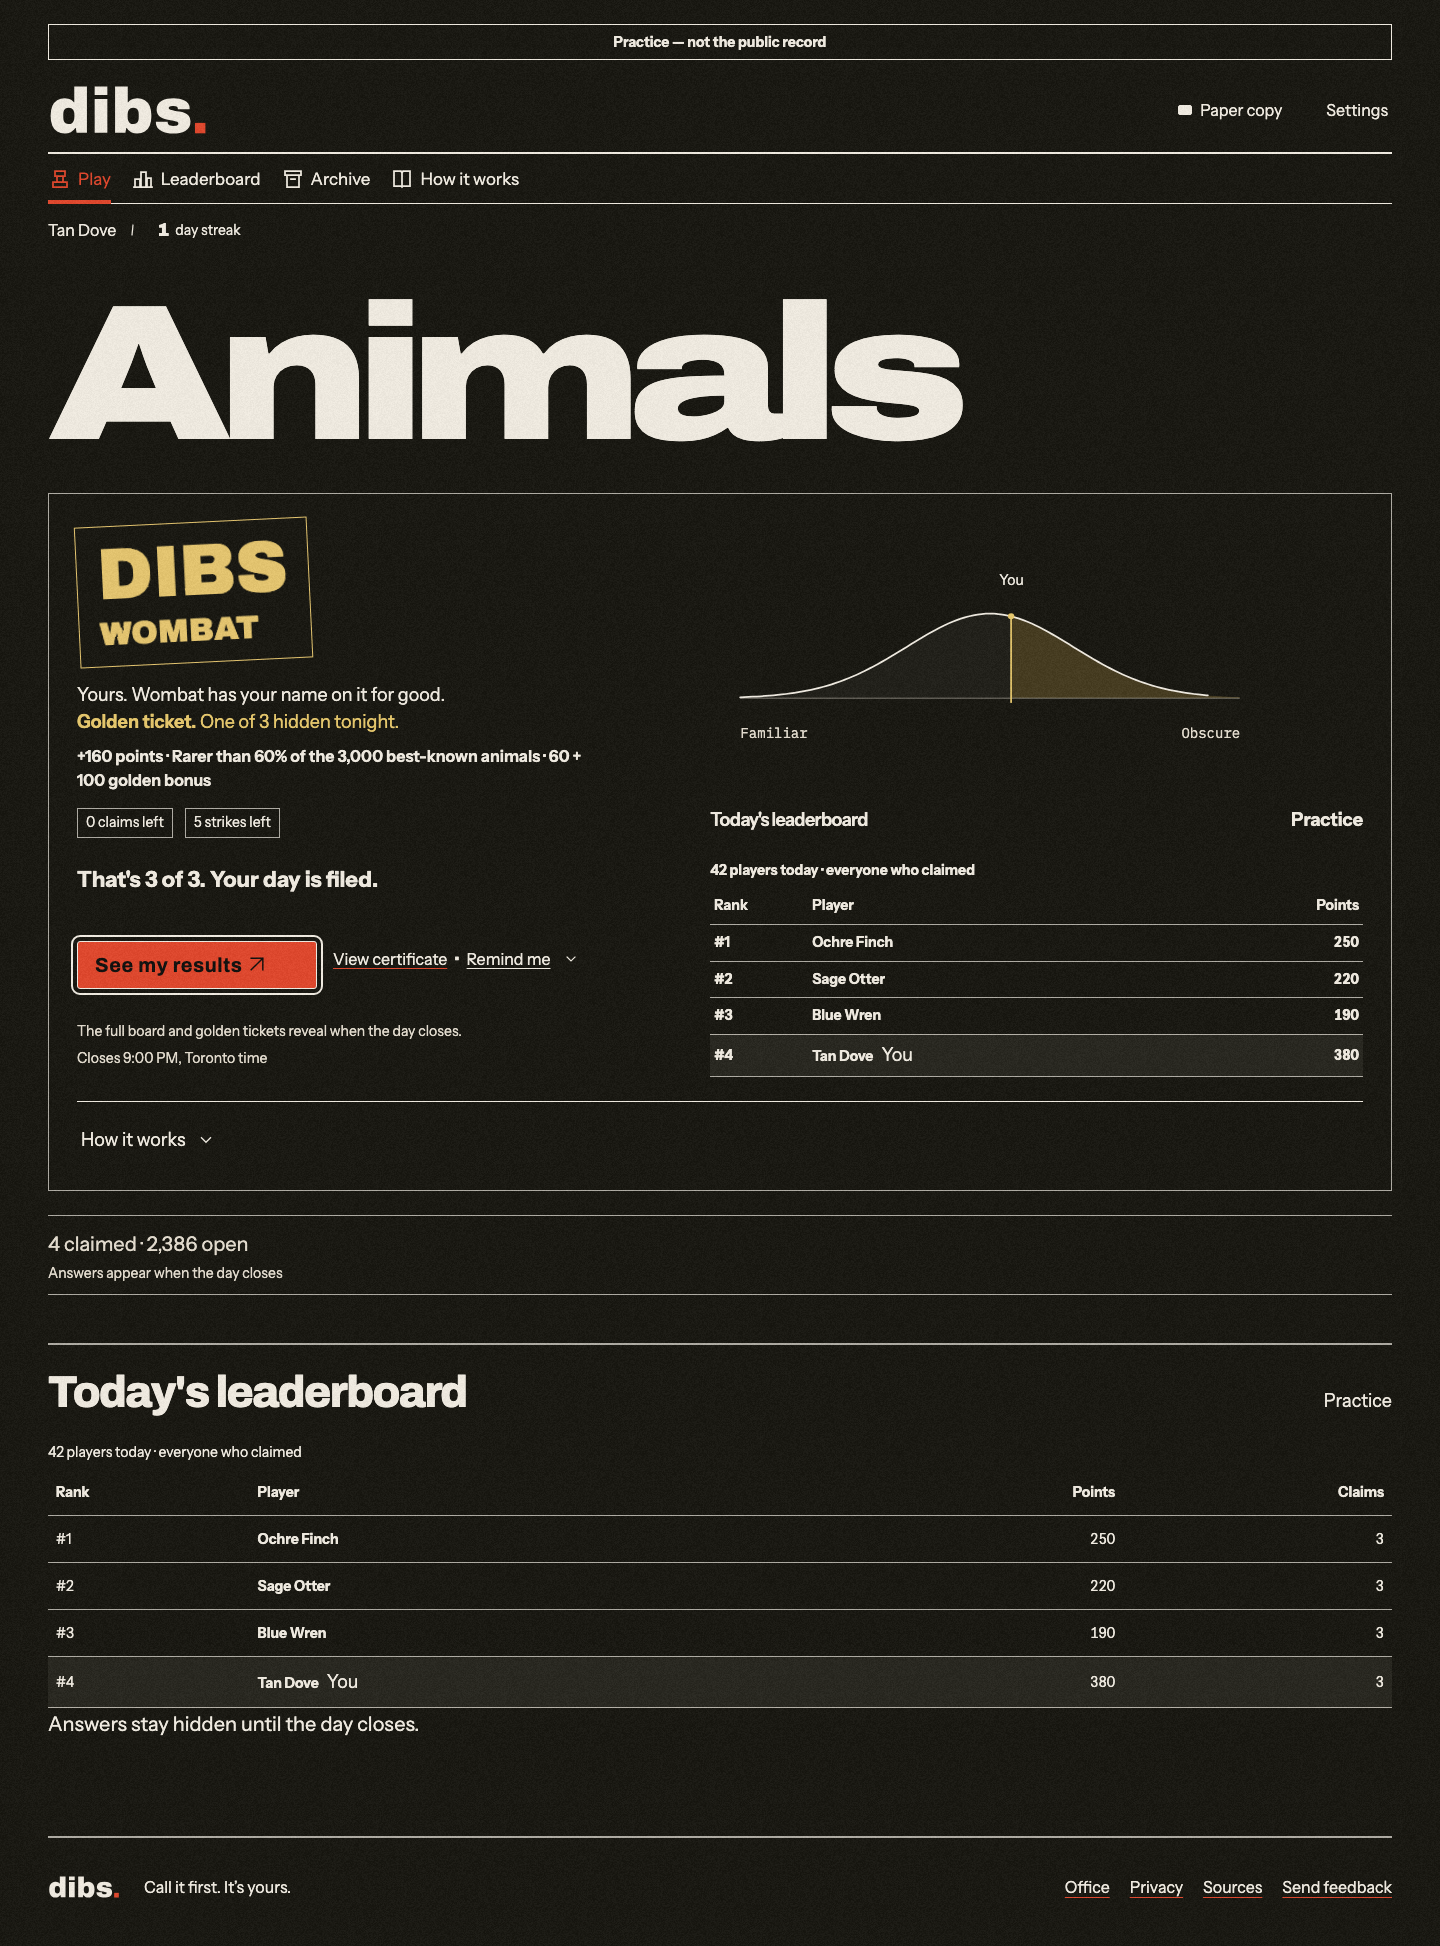 Practice — not the public record
dibs.
Paper copy
Settings
Play
Leaderboard
Archive
How it works
Tan Dove / 1 day streak
Animals
DIBS
WOMBAT
Yours. Wombat has your name on it for good.
Golden ticket. One of 3 hidden tonight.
+160 points · Rarer than 60% of the 3,000 best-known animals · 60 +
100 golden bonus
0 claims left
5 strikes left
That's 3 of 3. Your day is filed.
See my results
View certificate · Remind me
The full board and golden tickets reveal when the day closes.
Closes 9:00 PM, Toronto time
You
Familiar
Obscure
Today's leaderboard
Practice
42 players today · everyone who claimed
Rank Player Points
#1 Ochre Finch 250
#2 Sage Otter 220
#3 Blue Wren 190
#4 Tan Dove You 380
How it works
4 claimed · 2,386 open
Answers appear when the day closes
Today's leaderboard
Practice
42 players today · everyone who claimed
Rank Player Points Claims
#1 Ochre Finch 250 3
#2 Sage Otter 220 3
#3 Blue Wren 190 3
#4 Tan Dove You 380 3
Answers stay hidden until the day closes.
dibs.
Call it first. It's yours.
Office
Privacy
Sources
Send feedback